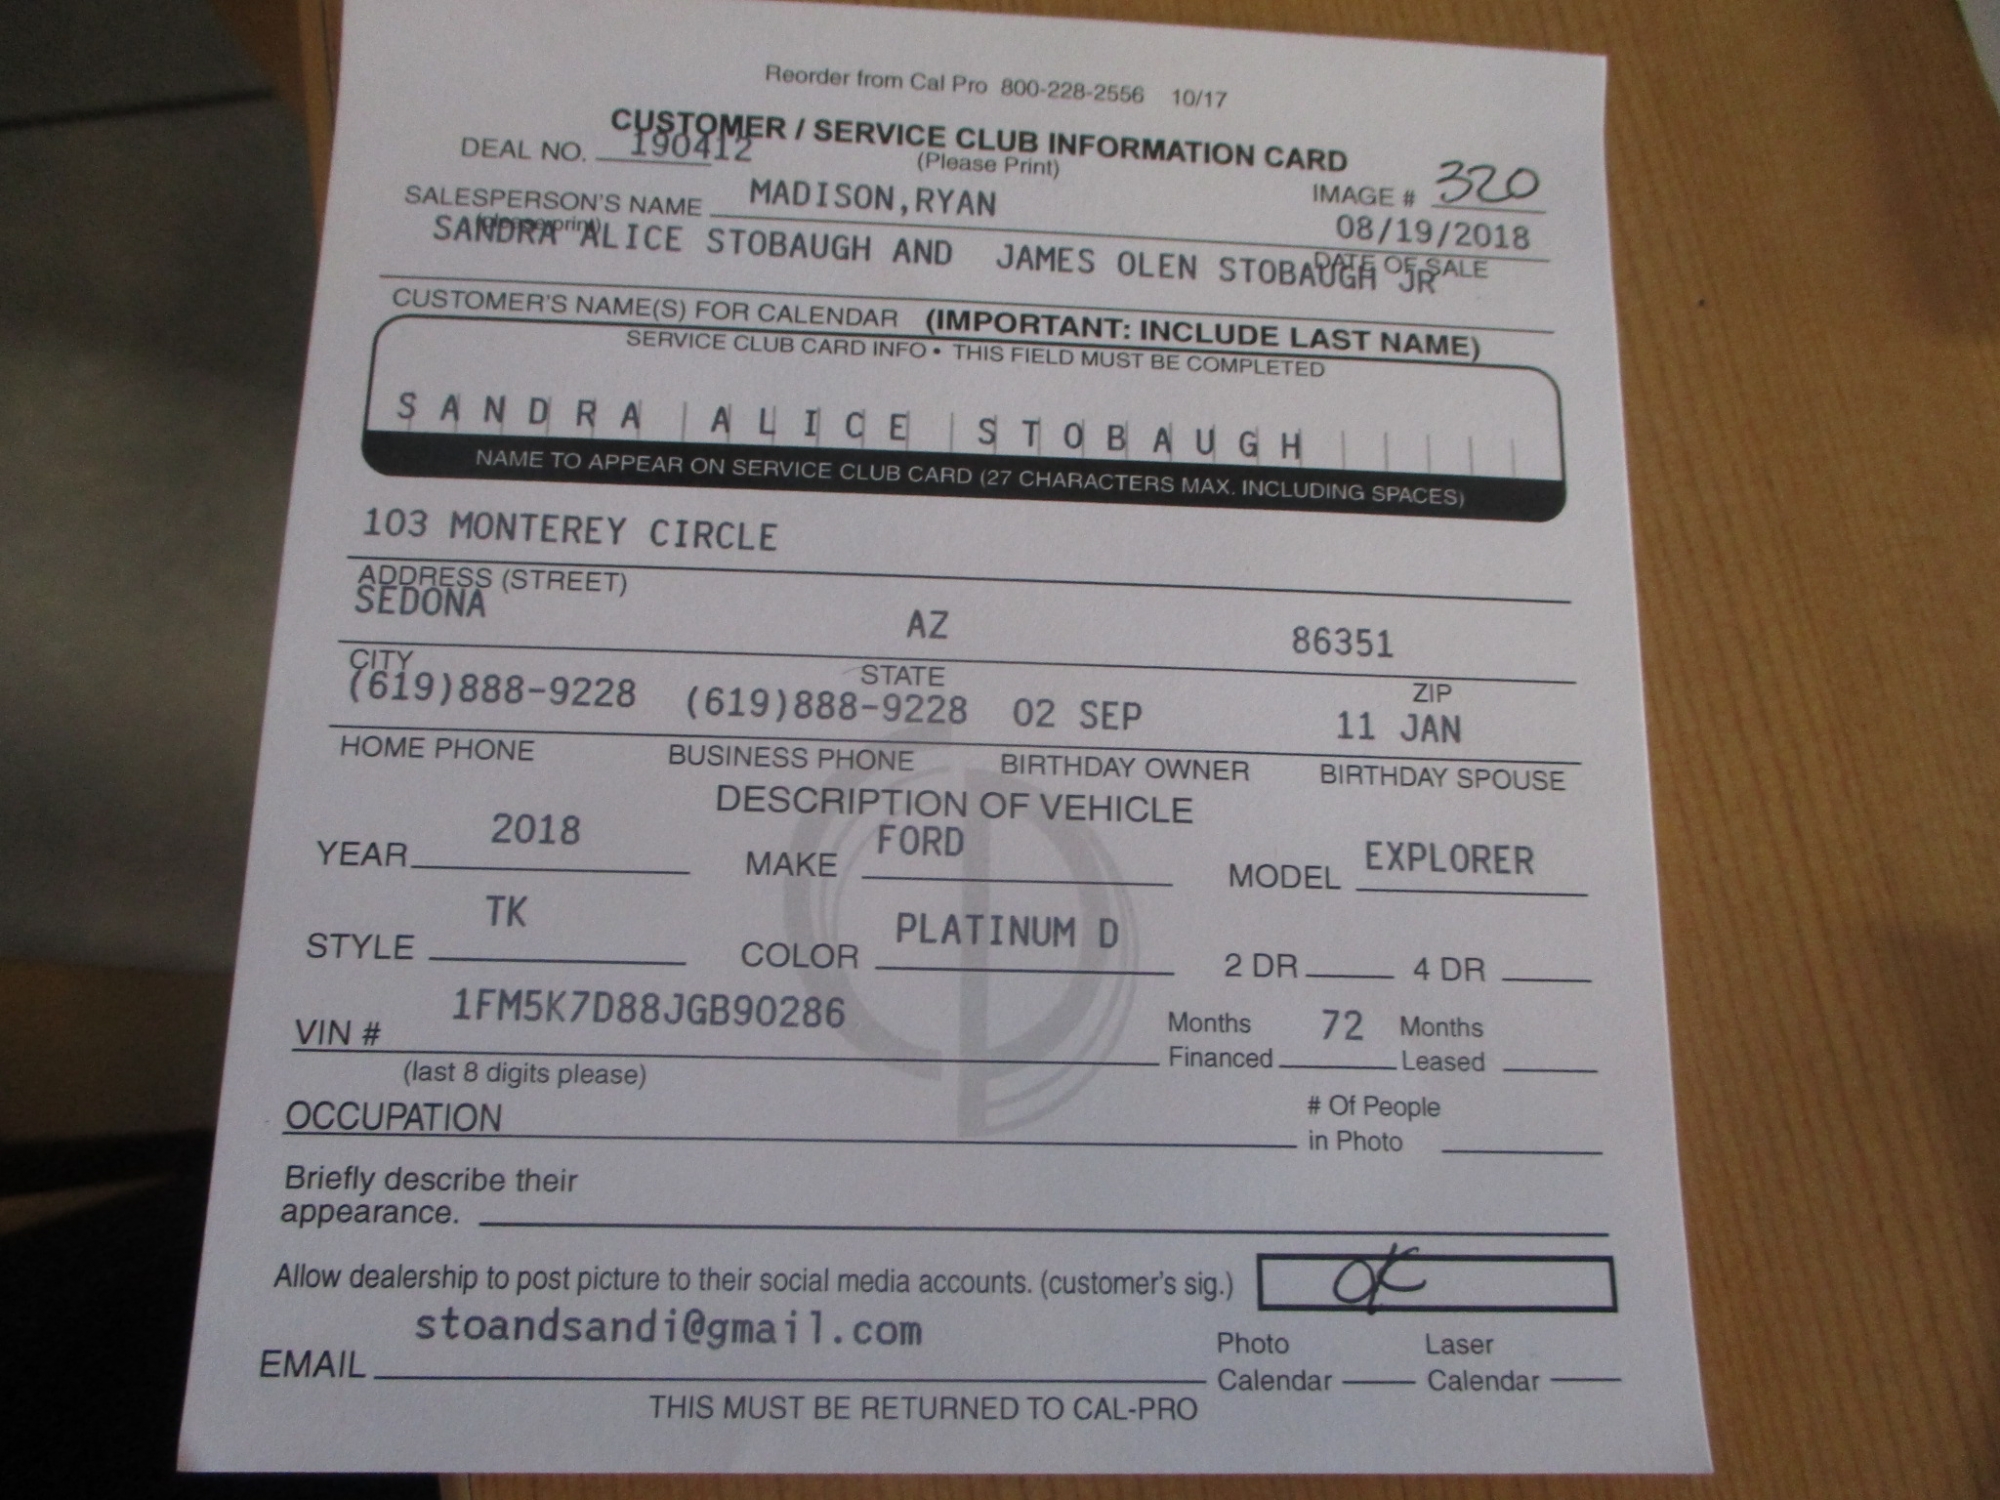 Reorder from Cal Pro 800-228-2556 10/17
CUSTOMER / SERVICE CLUB INFORMATION CARD
(Please Print)
DEAL NO. 190412
IMAGE # 320
SALESPERSON'S NAME MADISON,RYAN
(please print)
08/19/2018
DATE OF SALE
SANDRA ALICE STOBAUGH AND JAMES OLEN STOBAUGH JR
CUSTOMER'S NAME(S) FOR CALENDAR (IMPORTANT: INCLUDE LAST NAME)
SERVICE CLUB CARD INFO • THIS FIELD MUST BE COMPLETED
SANDRA ALICE STOBAUGH
NAME TO APPEAR ON SERVICE CLUB CARD (27 CHARACTERS MAX. INCLUDING SPACES)
103 MONTEREY CIRCLE
ADDRESS (STREET)
SEDONA AZ 86351
CITY STATE ZIP
(619)888-9228 (619)888-9228 02 SEP 11 JAN
HOME PHONE BUSINESS PHONE BIRTHDAY OWNER BIRTHDAY SPOUSE
DESCRIPTION OF VEHICLE
YEAR 2018 MAKE FORD MODEL EXPLORER
STYLE TK COLOR PLATINUM D 2 DR 4 DR
VIN # 1FM5K7D88JGB90286 Months Financed 72 Months Leased
(last 8 digits please)
OCCUPATION # Of People in Photo
Briefly describe their
appearance.
Allow dealership to post picture to their social media accounts. (customer's sig.) OK
EMAIL stoandsandi@gmail.com Photo Calendar Laser Calendar
THIS MUST BE RETURNED TO CAL-PRO